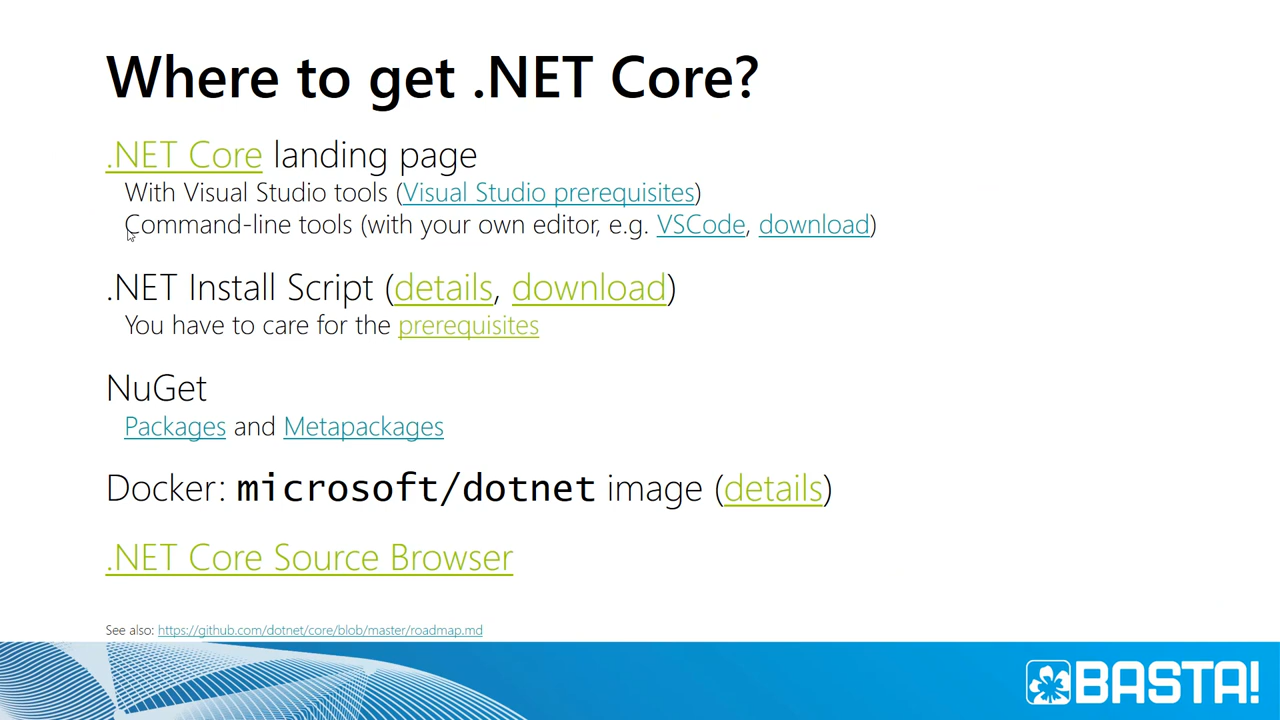 Where to get .NET Core?
.NET Core landing page
With Visual Studio tools (Visual Studio prerequisites)
Command-line tools (with your own editor, e.g. VSCode, download)
.NET Install Script (details, download)
You have to care for the prerequisites
NuGet
Packages and Metapackages
Docker: microsoft/dotnet image (details)
.NET Core Source Browser
See also: https://github.com/dotnet/core/blob/master/roadmap.md
BASTA!